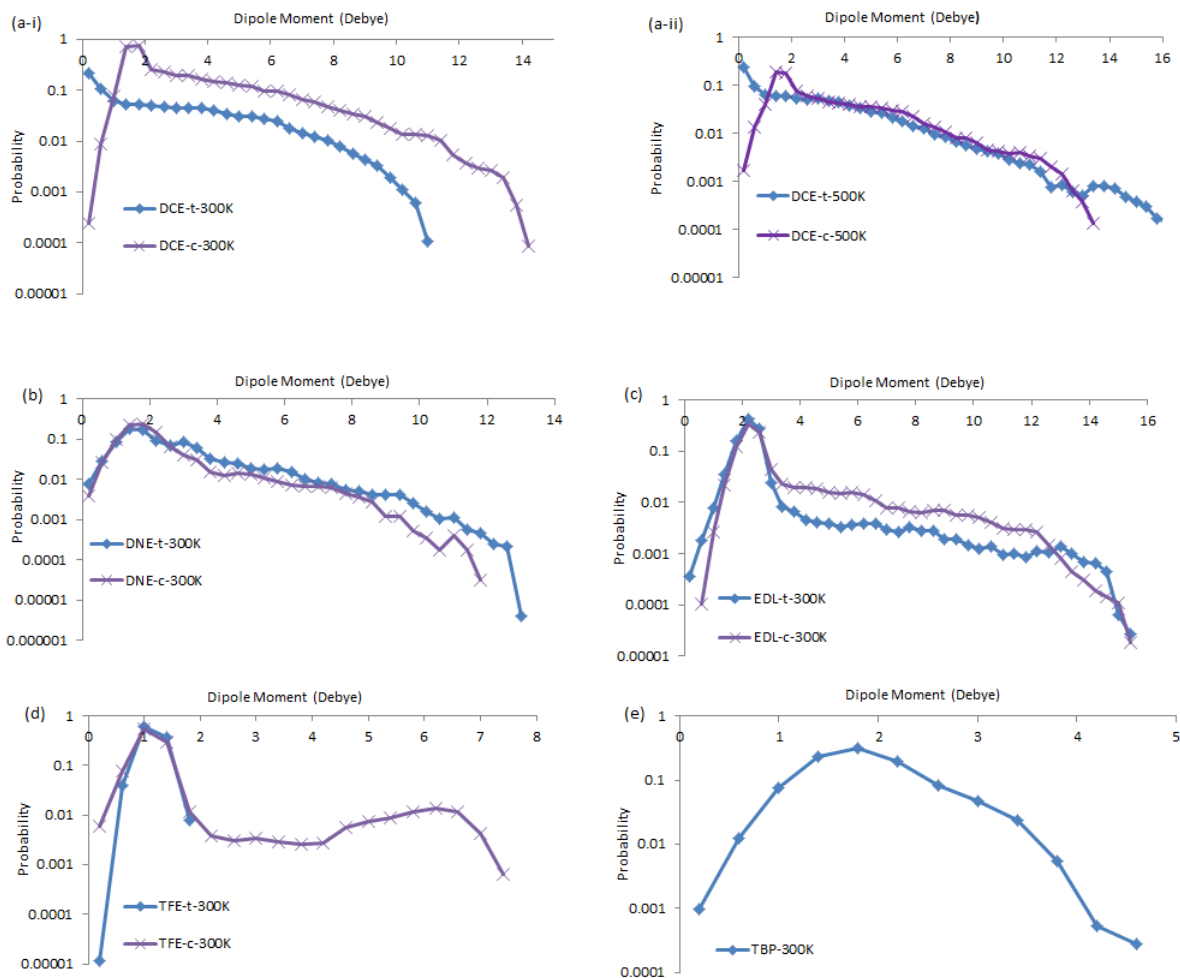 (a-i)
Dipole Moment (Debye)
0 2 4 6 8 10 12 14
1
0.1
0.01
0.001
0.0001
0.00001
Probability
DCE-t-300K
DCE-c-300K
(a-ii)
Dipole Moment (Debye)
0 2 4 6 8 10 12 14 16
1
0.1
0.01
0.001
0.0001
0.00001
Probability
DCE-t-500K
DCE-c-500K
(b)
Dipole Moment (Debye)
0 2 4 6 8 10 12 14
1
0.1
0.01
0.001
0.0001
0.00001
0.000001
Probability
DNE-t-300K
DNE-c-300K
(c)
Dipole Moment (Debye)
0 2 4 6 8 10 12 14 16
1
0.1
0.01
0.001
0.0001
0.00001
Probability
EDL-t-300K
EDL-c-300K
(d)
Dipole Moment (Debye)
0 1 2 3 4 5 6 7 8
1
0.1
0.01
0.001
0.0001
0.00001
Probability
TFE-t-300K
TFE-c-300K
(e)
Dipole Moment (Debye)
0 1 2 3 4 5
1
0.1
0.01
0.001
0.0001
Probability
TBP-300K